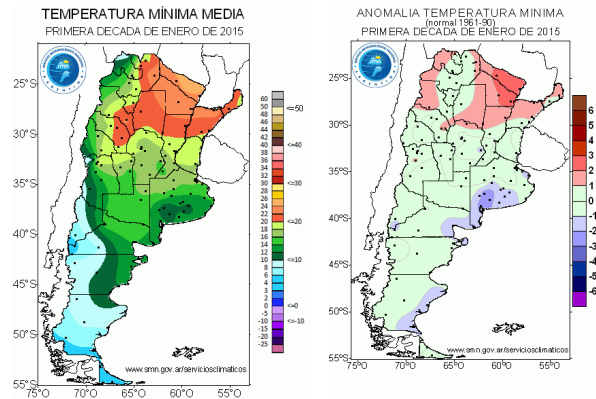 TEMPERATURA MÍNIMA MEDIA
PRIMERA DECADA DE ENERO DE 2015
25°S
30°S
35°S
40°S
45°S
50°S
55°S
75°O
70°O
65°O
60°O
55°O
60
50
48
46
44
42
40
38
36
34
32
30
28
26
24
22
20
18
16
14
12
10
8
6
4
2
0
-5
-10
-15
-20
-25
<=50
<=40
<=30
<=20
<=10
<=0
<=-10
www.smn.gov.ar/serviciosclimaticos
ANOMALIA TEMPERATURA MINIMA
(normal 1961-90)
PRIMERA DECADA DE ENERO DE 2015
25°S
30°S
35°S
40°S
45°S
50°S
55°S
75°O
70°O
65°O
60°O
55°O
6
5
4
3
2
1
0
-1
-2
-3
-4
-5
-6
www.smn.gov.ar/serviciosclimaticos